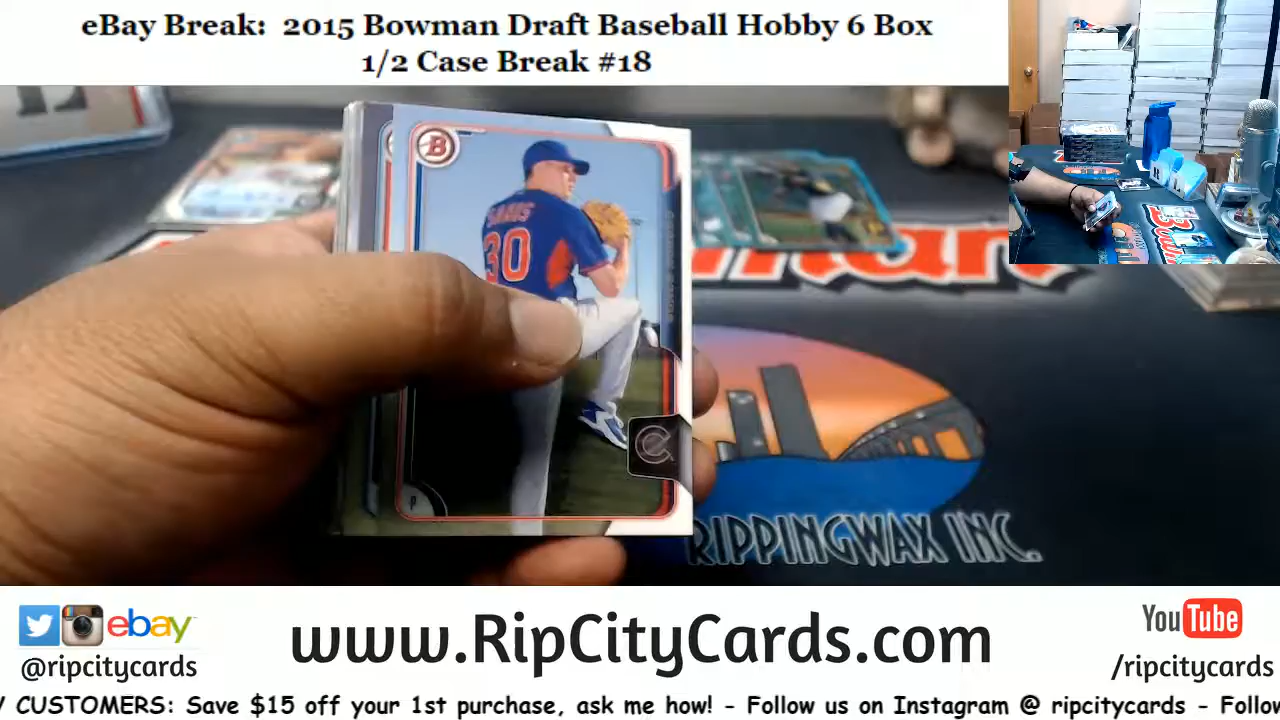 eBay Break:  2015 Bowman Draft Baseball Hobby 6 Box
1/2 Case Break #18
B
30
P
RIPPINGWAX INC.
ebay
@ripcitycards
www.RipCityCards.com
YouTube
/ripcitycards
CUSTOMERS: Save $15 off your 1st purchase, ask me how! - Follow us on Instagram @ ripcitycards - Follow